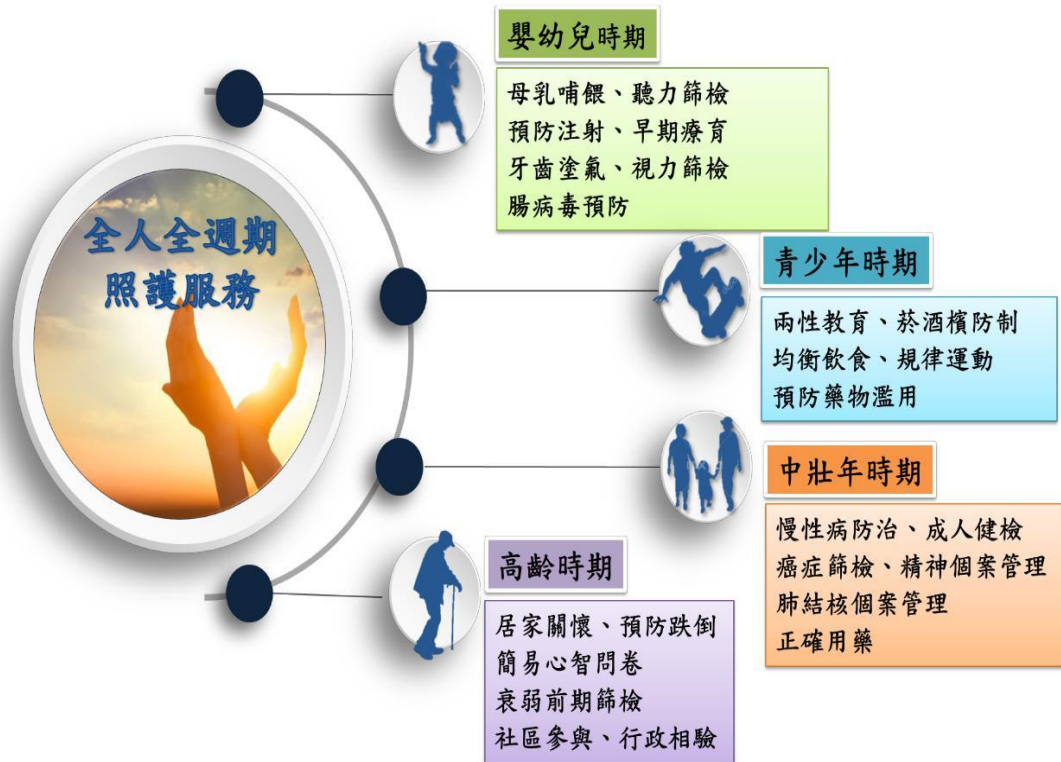 全人全週期
照護服務
嬰幼兒時期
母乳哺餵、聽力篩檢
預防注射、早期療育
牙齒塗氟、視力篩檢
腸病毒預防
青少年時期
兩性教育、菸酒檳防制
均衡飲食、規律運動
預防藥物濫用
中壯年時期
慢性病防治、成人健檢
癌症篩檢、精神個案管理
肺結核個案管理
正確用藥
高齡時期
居家關懷、預防跌倒
簡易心智問卷
衰弱前期篩檢
社區參與、行政相驗